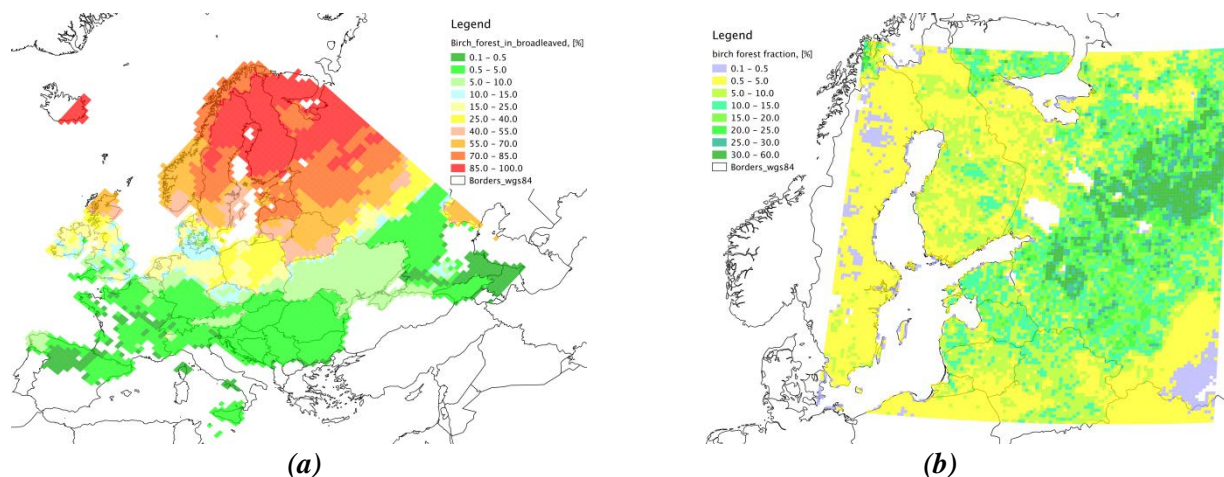 Legend
Birch_forest_in_broadleaved, [%]
0.1 - 0.5
0.5 - 5.0
5.0 - 10.0
10.0 - 15.0
15.0 - 25.0
25.0 - 40.0
40.0 - 55.0
55.0 - 70.0
70.0 - 85.0
85.0 - 100.0
Borders_wgs84
(a)
Legend
birch forest fraction, [%]
0.1 - 0.5
0.5 - 5.0
5.0 - 10.0
10.0 - 15.0
15.0 - 20.0
20.0 - 25.0
25.0 - 30.0
30.0 - 60.0
Borders_wgs84
(b)